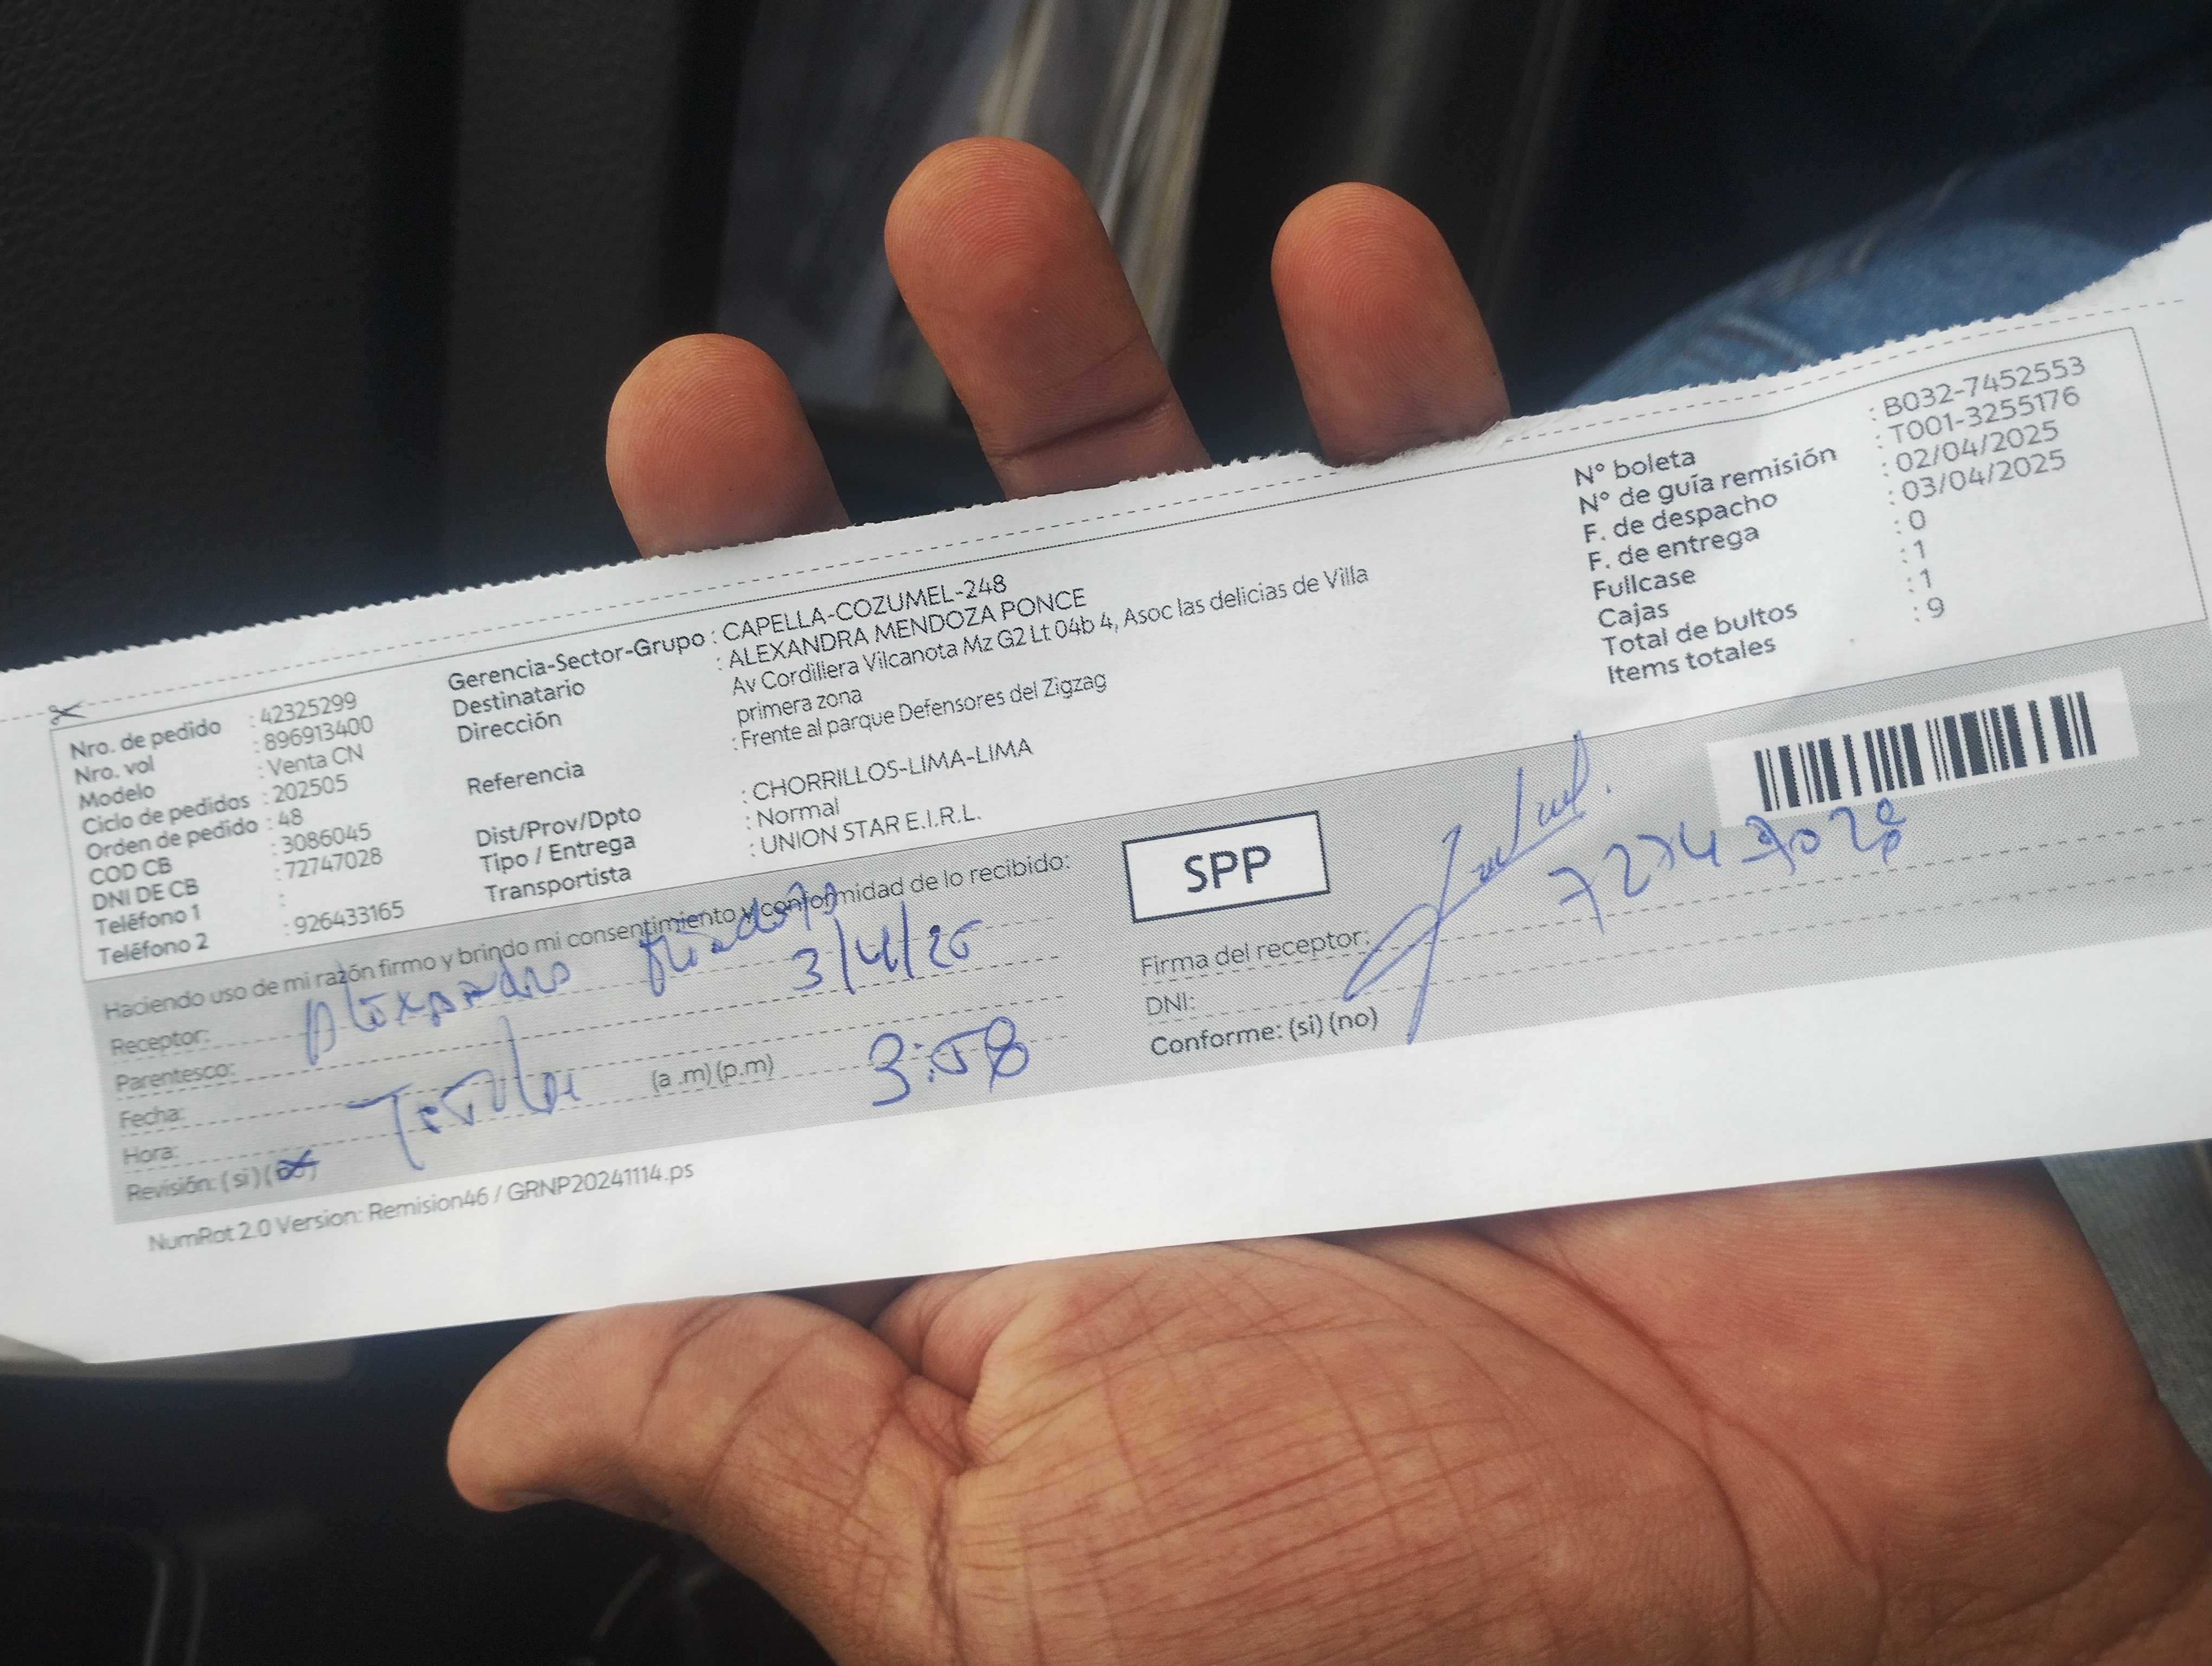 Nro. de pedido : 42325299
Nro. vol : 896913400
Modelo : Venta CN
Ciclo de pedidos : 202505
Orden de pedido : 48
COD CB : 3086045
DNI DE CB : 72747028
Teléfono 1 :
Teléfono 2 : 926433165
Gerencia-Sector-Grupo : CAPELLA-COZUMEL-248
Destinatario : ALEXANDRA MENDOZA PONCE
Dirección Av Cordillera Vilcanota Mz G2 Lt 04b 4, Asoc las delicias de Villa
primera zona
Referencia : Frente al parque Defensores del Zigzag
Dist/Prov/Dpto : CHORRILLOS-LIMA-LIMA
Tipo / Entrega : Normal
Transportista : UNION STAR E.I.R.L.
N° boleta : B032-7452553
N° de guía remisión : T001-3255176
F. de despacho : 02/04/2025
F. de entrega : 03/04/2025
Fullcase : 0
Cajas : 1
Total de bultos : 1
Items totales : 9
Haciendo uso de mi razón firmo y brindo mi consentimiento y conformidad de lo recibido:
Receptor:
Parentesco:
Fecha: 3/4/25
Hora: (a .m) (p.m) 3:58
Revisión: (si) (no)
SPP
Firma del receptor:
DNI: 72747028
Conforme: (si) (no)
NumRot 2.0 Version: Remision46 / GRNP20241114.ps